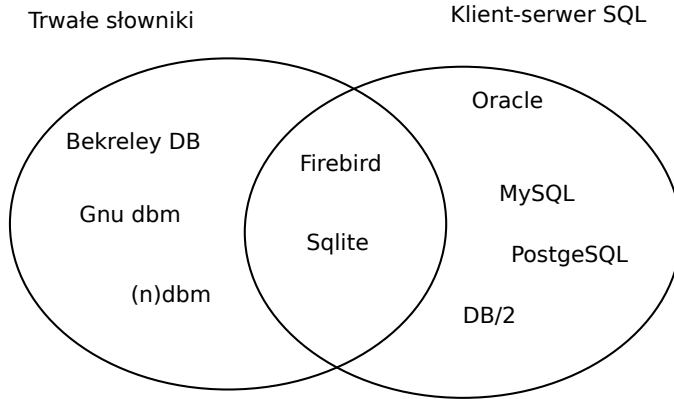 Trwałe słowniki
Klient-serwer SQL
Bekreley DB
Gnu dbm
(n)dbm
Firebird
Sqlite
Oracle
MySQL
PostgeSQL
DB/2